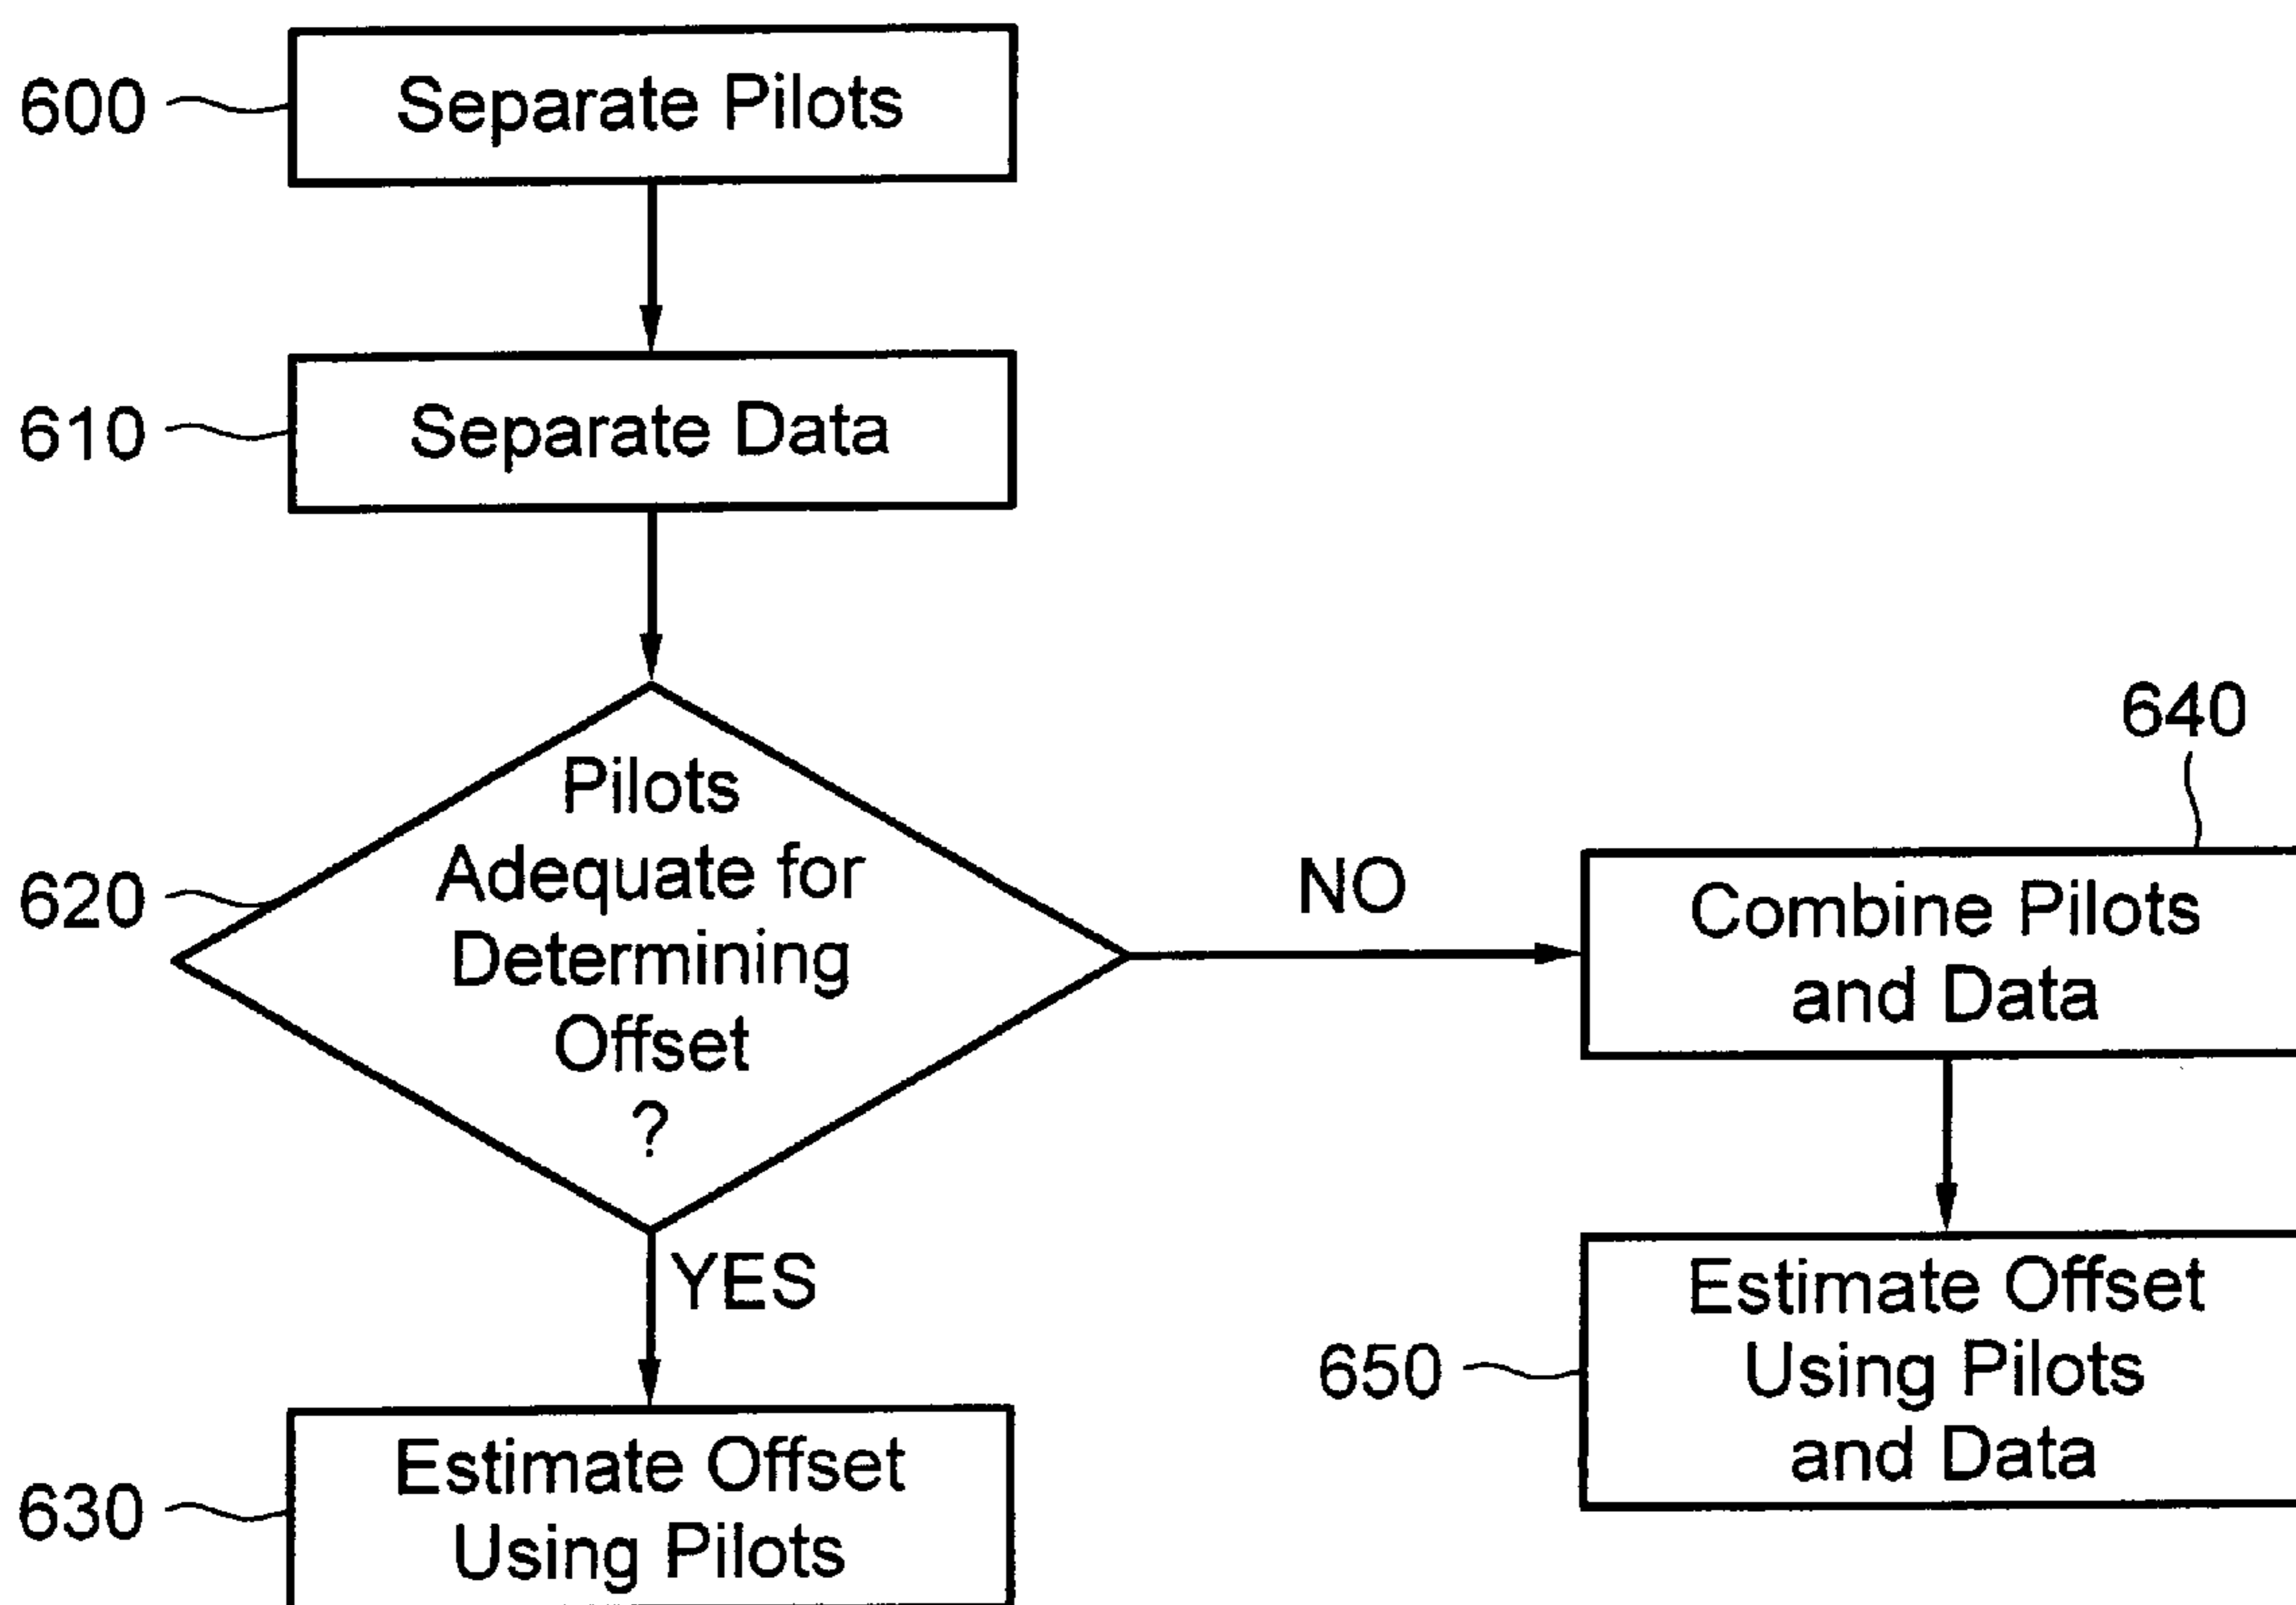 600
Separate Pilots
610
Separate Data
620
Pilots
Adequate for
Determining
Offset
?
NO
640
Combine Pilots
and Data
YES
650
Estimate Offset
Using Pilots
and Data
630
Estimate Offset
Using Pilots